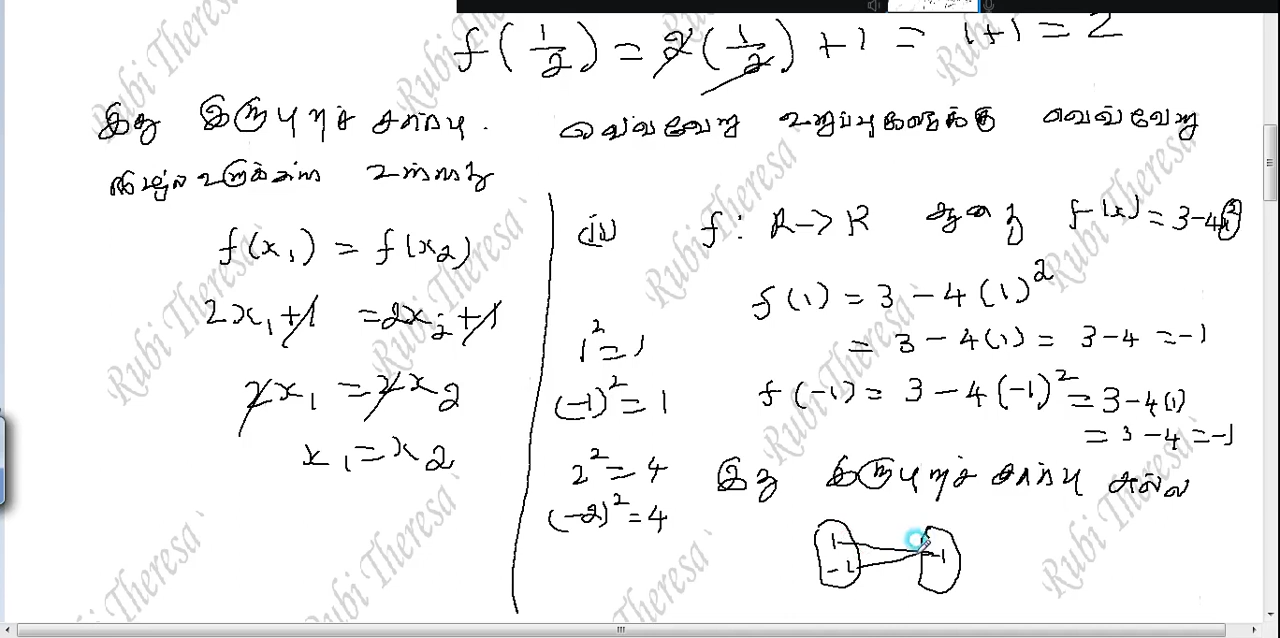 f(1/2) = 2(1/2) + 1 = 1+1 = 2
இது இருபுறச் சார்பு. வெவ்வேறு உறுப்புகளுக்கு வெவ்வேறு
நிழல் உருக்கள் உள்ளது
f(x₁) = f(x₂)
2x₁+1 = 2x₂+1
2x₁ = 2x₂
x₁ = x₂
(ii) f : R -> R ஆனது f(x) = 3-4x²
f(1) = 3 - 4(1)²
= 3 - 4(1) = 3-4 = -1
f(-1) = 3 - 4(-1)² = 3-4(1)
= 3-4 = -1
1² = 1
(-1)² = 1
2² = 4
(-2)² = 4
இது இருபுறச் சார்பு அல்ல
1
-1
-1
Rubi Theresa